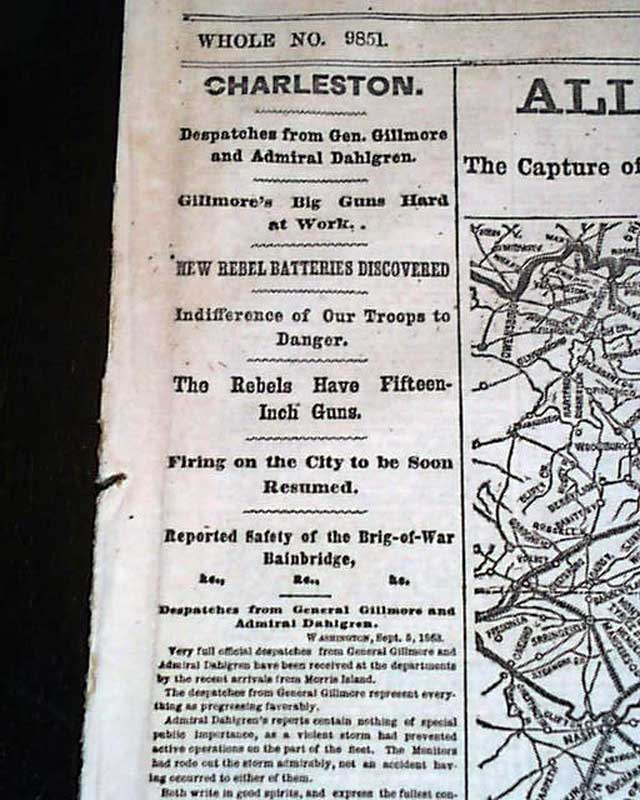 WHOLE NO. 9851.
CHARLESTON.
Despatches from Gen. Gillmore
and Admiral Dahlgren.
Gillmore's Big Guns Hard
at Work.
NEW REBEL BATTERIES DISCOVERED
Indifference of Our Troops to
Danger.
The Rebels Have Fifteen-
Inch Guns.
Firing on the City to be Soon
Resumed.
Reported Safety of the Brig-of-War
Bainbridge,
&c., &c., &c.
Despatches from General Gillmore and
Admiral Dahlgren.
WASHINGTON, Sept. 5, 1863.
Very full official despatches from General Gillmore and
Admiral Dahlgren have been received at the departments
by the recent arrivals from Morris Island.
The despatches from General Gillmore represent every-
thing as progressing favorably.
Admiral Dahlgren's reports contain nothing of special
public importance, as a violent storm had prevented
active operations on the part of the fleet. The Monitors
had rode out the storm admirably, not an accident hav-
ing occurred to either of them.
Both write in good spirits, and express the fullest con-
ALL
The Capture of
OWENSBORO
WOODBURY
RUSSELLV
SPRINGFIELD
CLIFTON
NASH